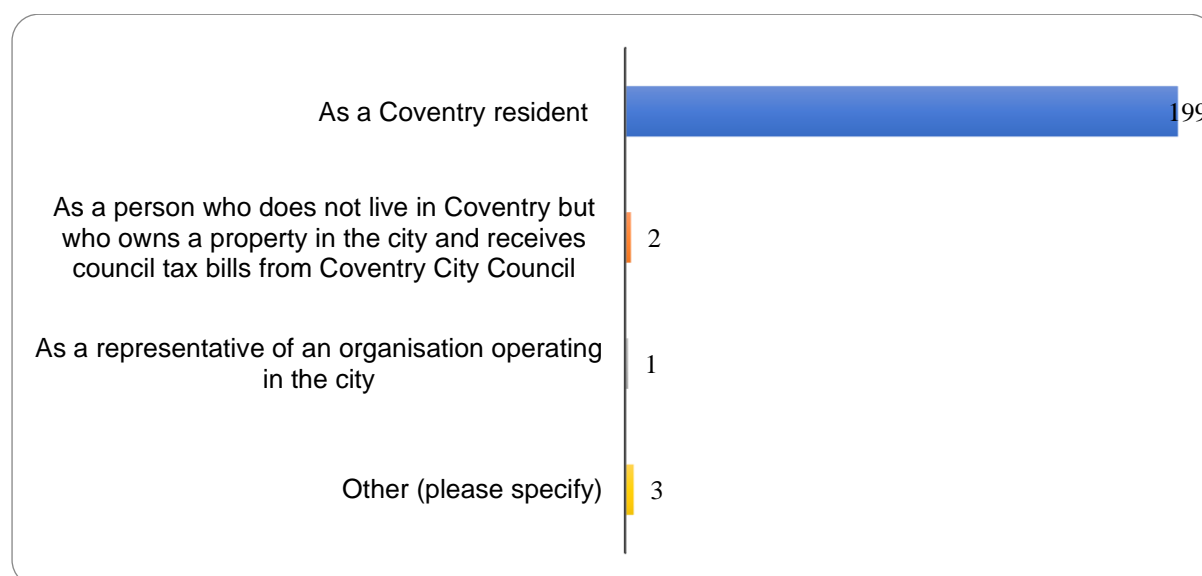 As a Coventry resident
199
As a person who does not live in Coventry but
who owns a property in the city and receives
council tax bills from Coventry City Council
2
As a representative of an organisation operating
in the city
1
Other (please specify)
3